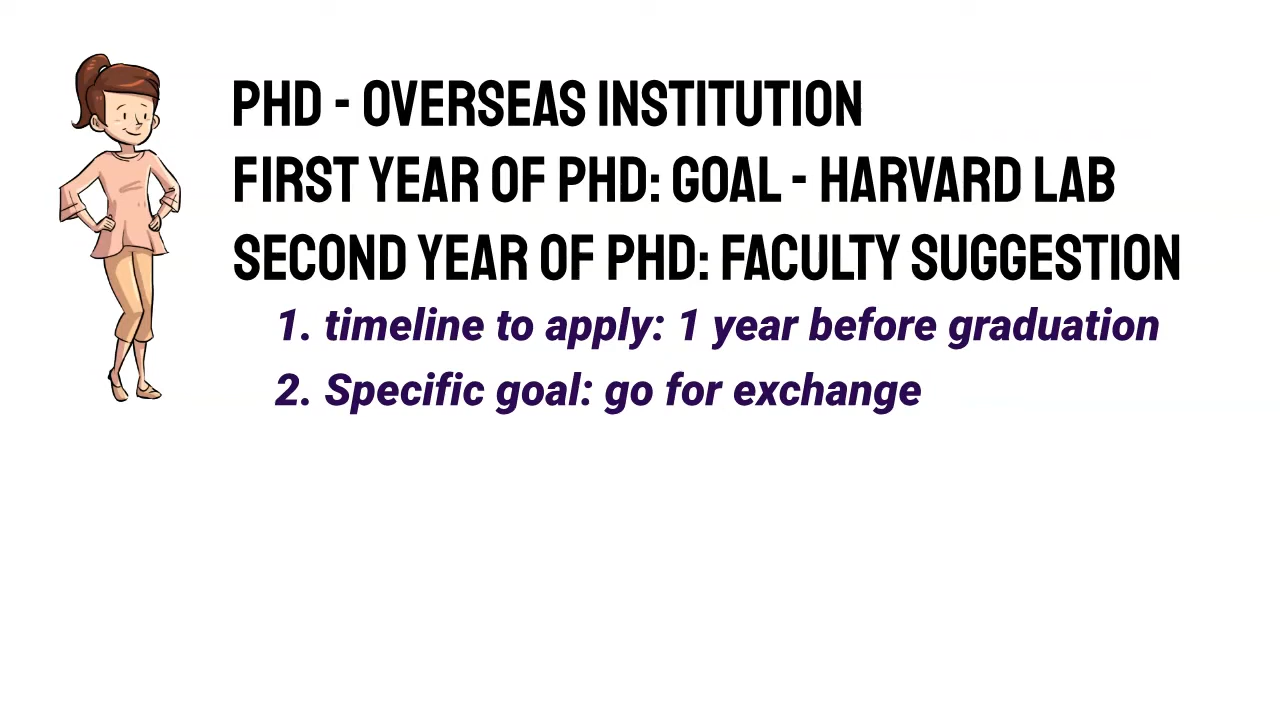 PHD - OVERSEAS INSTITUTION
FIRST YEAR OF PHD: GOAL - HARVARD LAB
SECOND YEAR OF PHD: FACULTY SUGGESTION
1. timeline to apply: 1 year before graduation
2. Specific goal: go for exchange